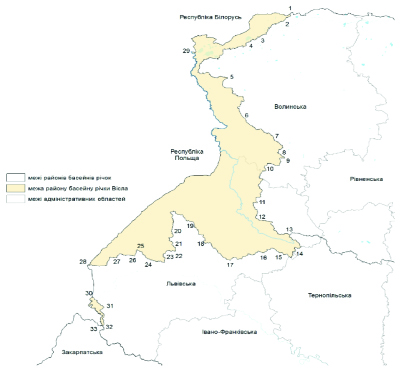 Республіка Білорусь
1
2
3
4
29
5
Волинська
6
7
8
9
10
Республіка
Польща
Рівненська
межі районів басейнів річок
межа району басейну річки Вісла
межі адміністративних областей
11
12
13
14
15
16
17
18
19
20
21
22
23
24
25
26
27
28
Львівська
Тернопільська
30
31
32
33
Івано-Франківська
Закарпатська